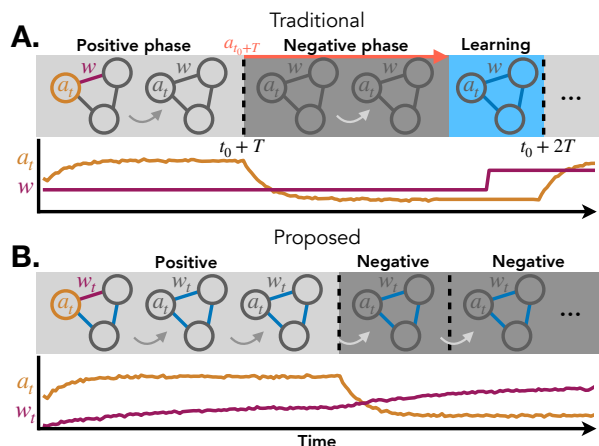 Traditional
A.
Positive phase a_{t_0+T} Negative phase Learning
w w w w w
a_t a_t a_t a_t a_t ...
t_0 + T t_0 + 2T
a_t
w
Proposed
B.
Positive Negative Negative
w_t w_t w_t w_t w_t
a_t a_t a_t a_t a_t ...
a_t
w_t
Time